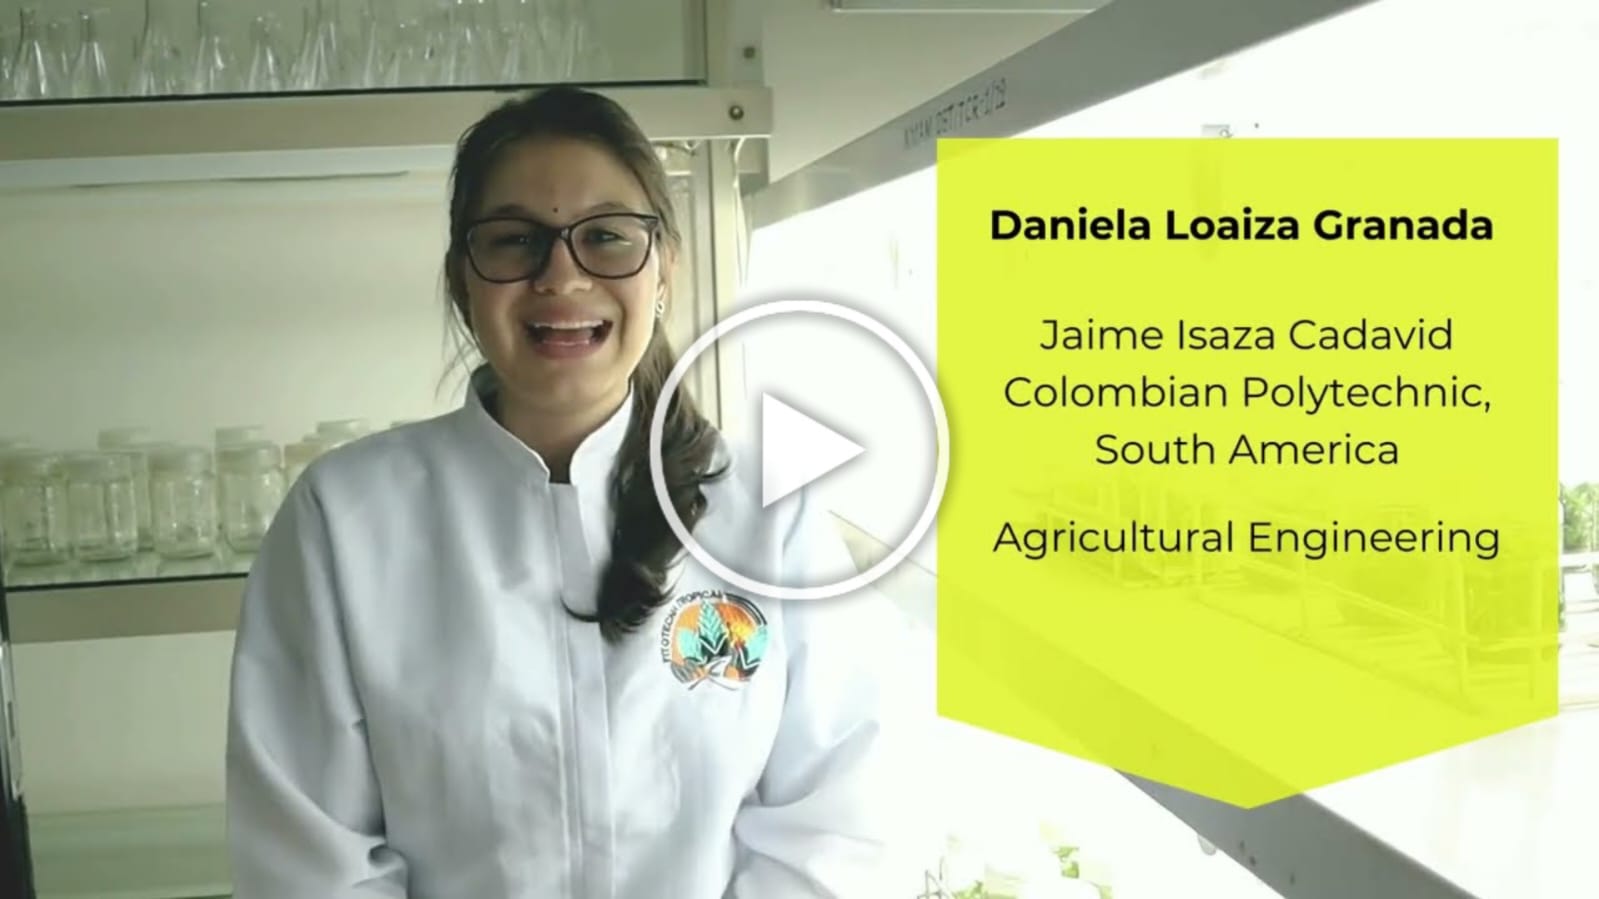 Daniela Loaiza Granada
Jaime Isaza Cadavid
Colombian Polytechnic,
South America
Agricultural Engineering